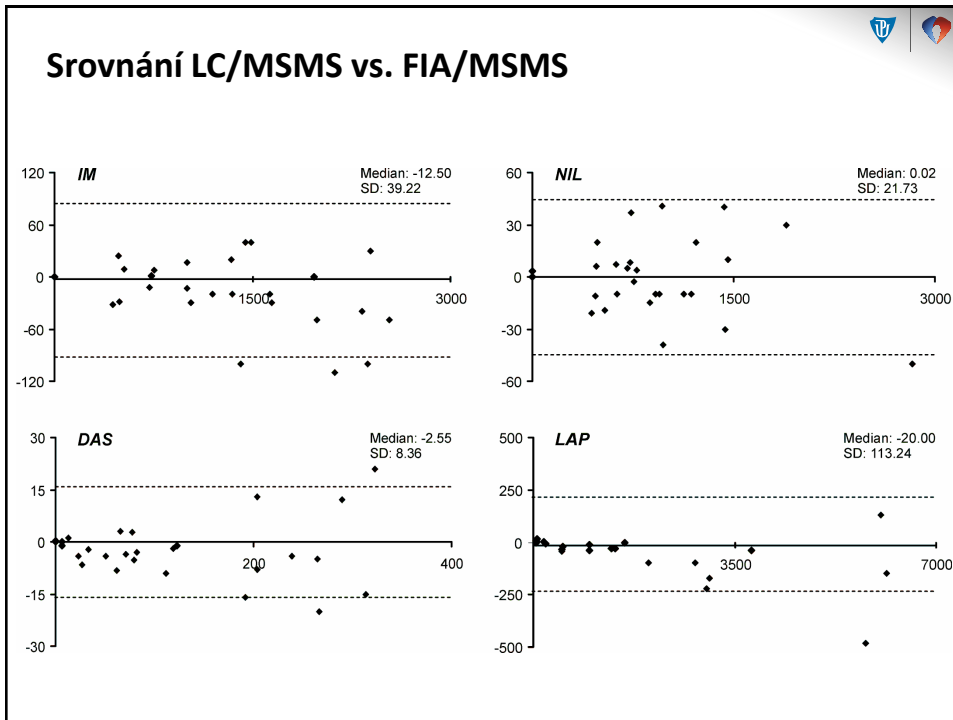 Srovnání LC/MSMS vs. FIA/MSMS
IM
Median: -12.50
SD: 39.22
120
60
0
-60
-120
1500
3000
NIL
Median: 0.02
SD: 21.73
60
30
0
-30
-60
1500
3000
DAS
Median: -2.55
SD: 8.36
30
15
0
-15
-30
200
400
LAP
Median: -20.00
SD: 113.24
500
250
0
-250
-500
3500
7000